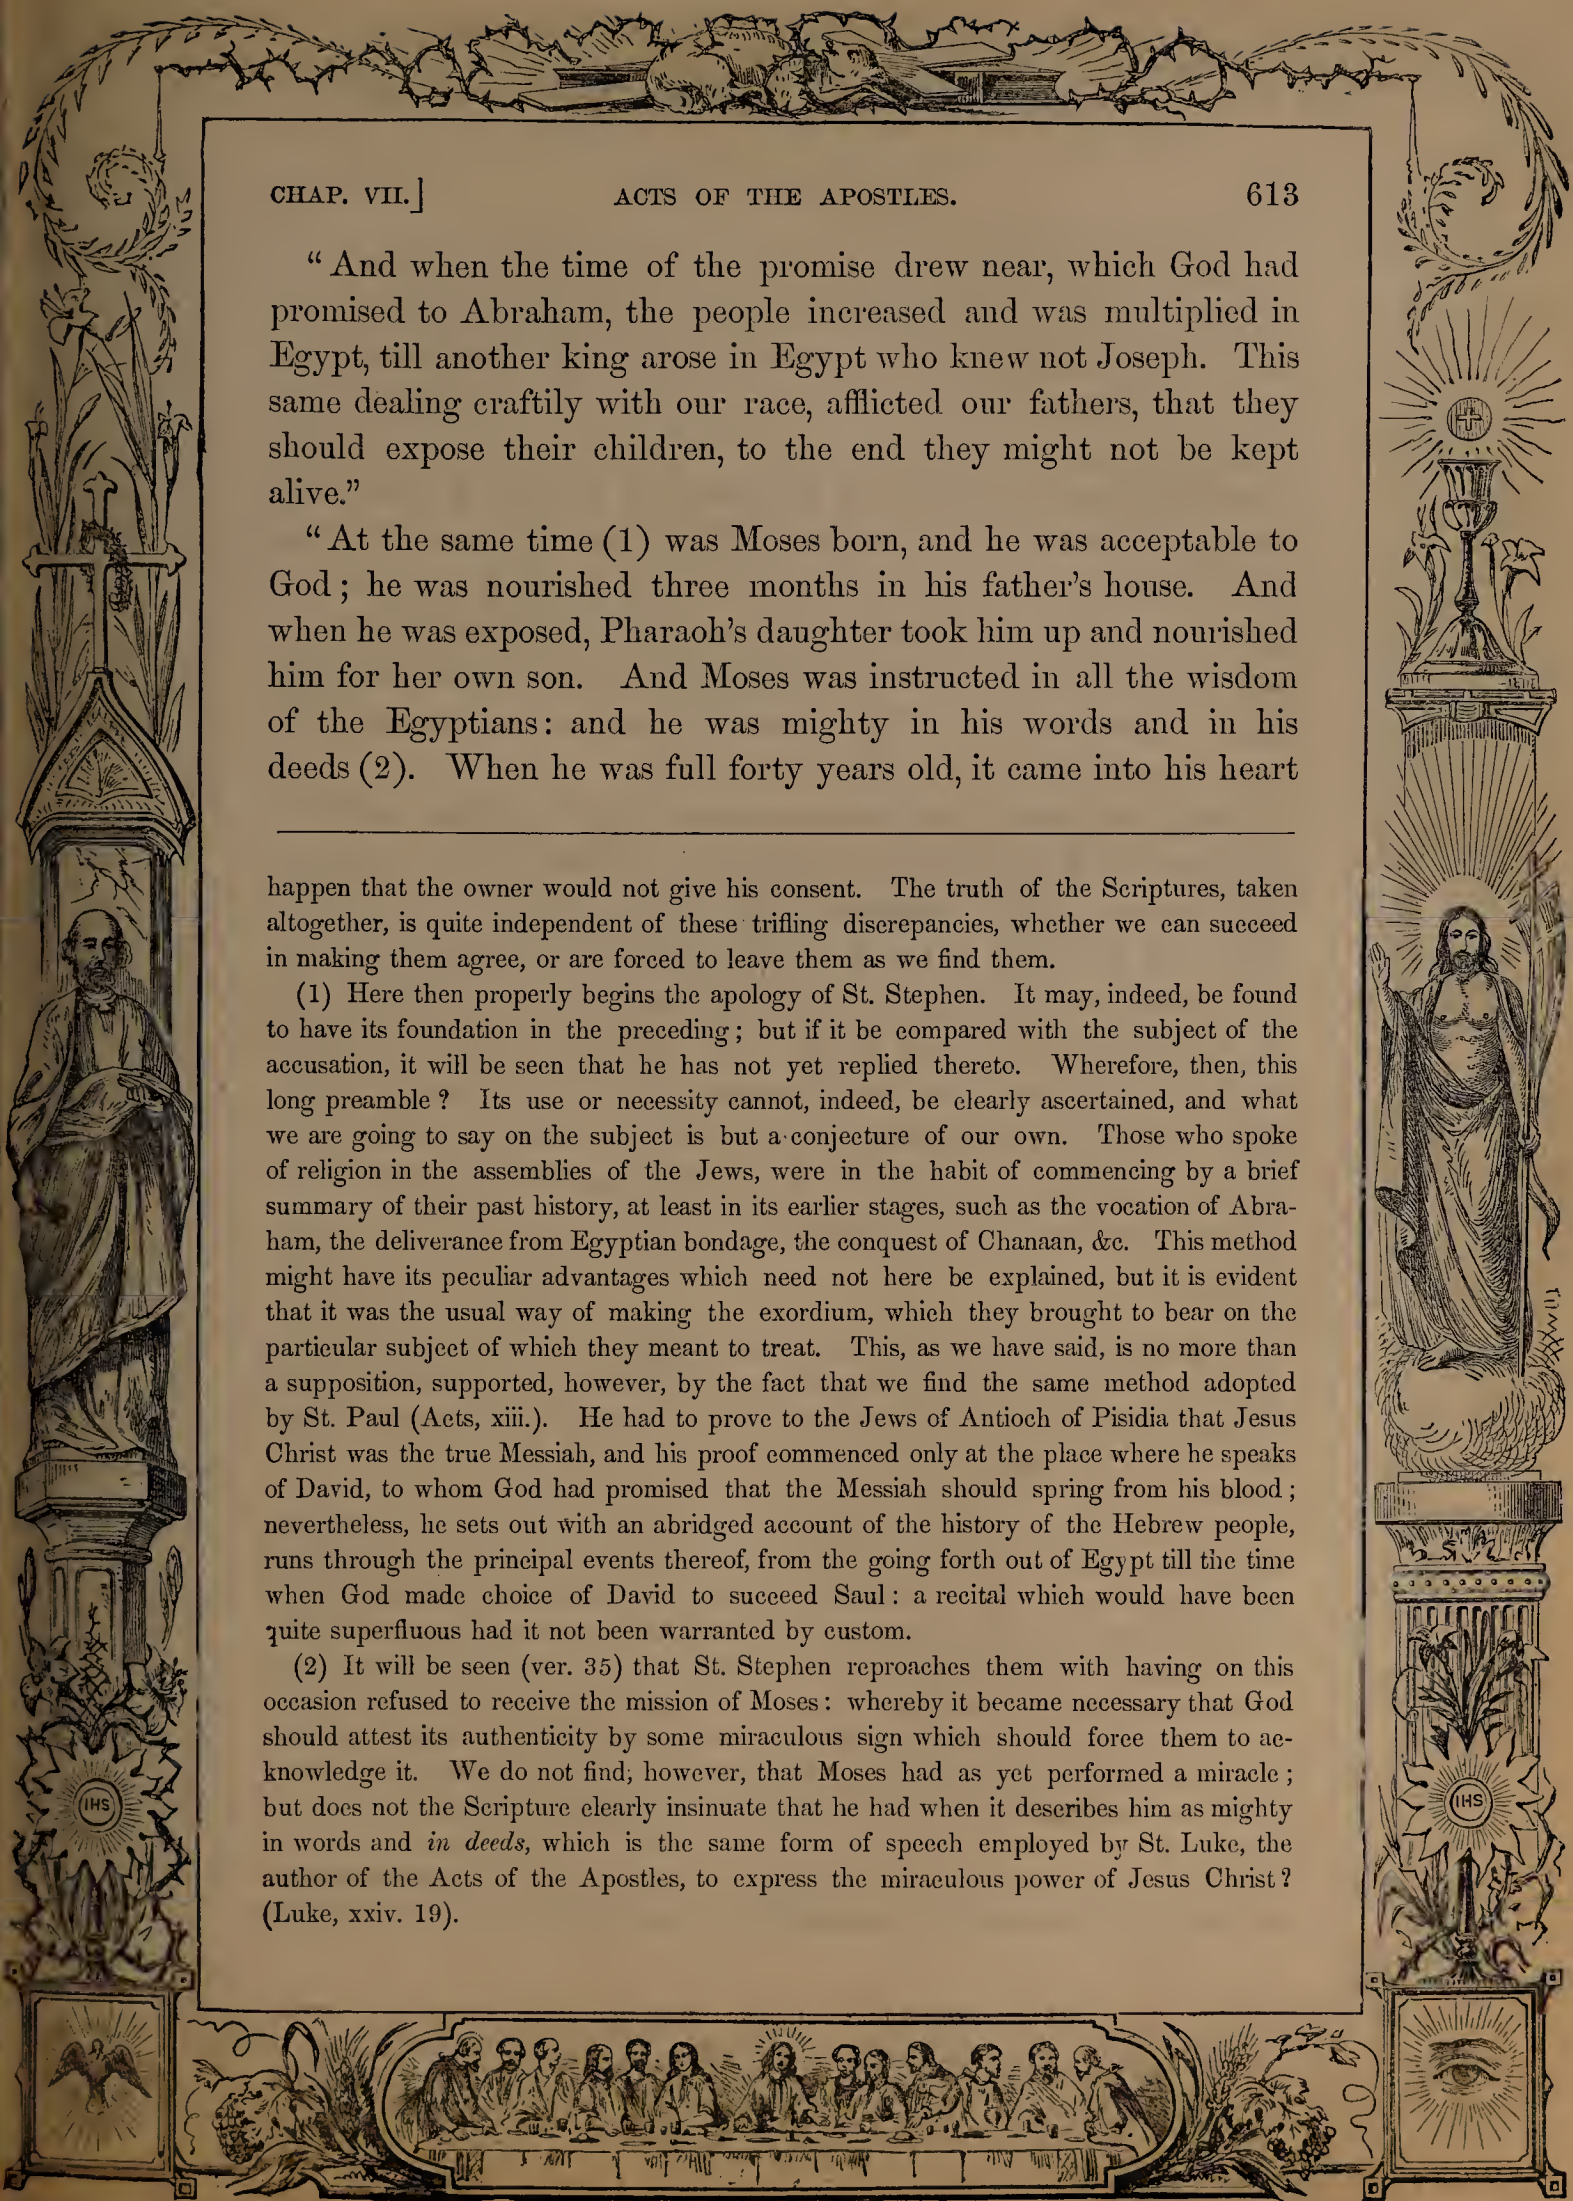 CHAP. VII.] ACTS OF THE APOSTLES. 613
“ And when the time of the promise drew near, which God had
promised to Abraham, the people increased and was multiplied in
Egypt, till another king arose in Egypt who knew not Joseph. This
same dealing craftily with our race, afflicted our fathers, that they
should expose their children, to the end they might not be kept
alive.”
“ At the same time (1) was Moses born, and he was acceptable to
God ; he was nourished three months in his father’s house. And
when he was exposed, Pharaoh’s daughter took him up and nourished
him for her own son. And Moses was instructed in all the wisdom
of the Egyptians: and he was mighty in his words and in his
deeds (2). When he was full forty years old, it came into his heart
happen that the owner would not give his consent. The truth of the Scriptures, taken
altogether, is quite independent of these trifling discrepancies, whether we can succeed
in making them agree, or are forced to leave them as we find them.
(1) Here then properly begins the apology of St. Stephen. It may, indeed, be found
to have its foundation in the preceding ; but if it be compared with the subject of the
accusation, it will be seen that he has not yet replied thereto. Wherefore, then, this
long preamble ? Its use or necessity cannot, indeed, be clearly ascertained, and what
we are going to say on the subject is but a conjecture of our own. Those who spoke
of religion in the assemblies of the Jews, were in the habit of commencing by a brief
summary of their past history, at least in its earlier stages, such as the vocation of Abra-
ham, the deliverance from Egyptian bondage, the conquest of Chanaan, &c. This method
might have its peculiar advantages which need not here be explained, but it is evident
that it was the usual way of making the exordium, which they brought to bear on the
particular subject of which they meant to treat. This, as we have said, is no more than
a supposition, supported, however, by the fact that we find the same method adopted
by St. Paul (Acts, xiii.). He had to prove to the Jews of Antioch of Pisidia that Jesus
Christ was the true Messiah, and his proof commenced only at the place where he speaks
of David, to whom God had promised that the Messiah should spring from his blood ;
nevertheless, he sets out with an abridged account of the history of the Hebrew people,
runs through the principal events thereof, from the going forth out of Egypt till the time
when God made choice of David to succeed Saul : a recital which would have been
quite superfluous had it not been warranted by custom.
(2) It will be seen (ver. 35) that St. Stephen reproaches them with having on this
occasion refused to receive the mission of Moses : whereby it became necessary that God
should attest its authenticity by some miraculous sign which should force them to ac-
knowledge it. We do not find, however, that Moses had as yet performed a miracle ;
but does not the Scripture clearly insinuate that he had when it describes him as mighty
in words and in deeds, which is the same form of speech employed by St. Luke, the
author of the Acts of the Apostles, to express the miraculous power of Jesus Christ ?
(Luke, xxiv. 19).
IHS
IHS